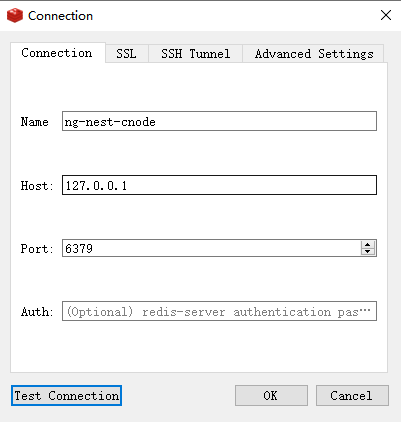 Connection
Connection SSL SSH Tunnel Advanced Settings
Name ng-nest-cnode
Host: 127.0.0.1
Port: 6379
Auth: (Optional) redis-server authentication pas…
Test Connection OK Cancel